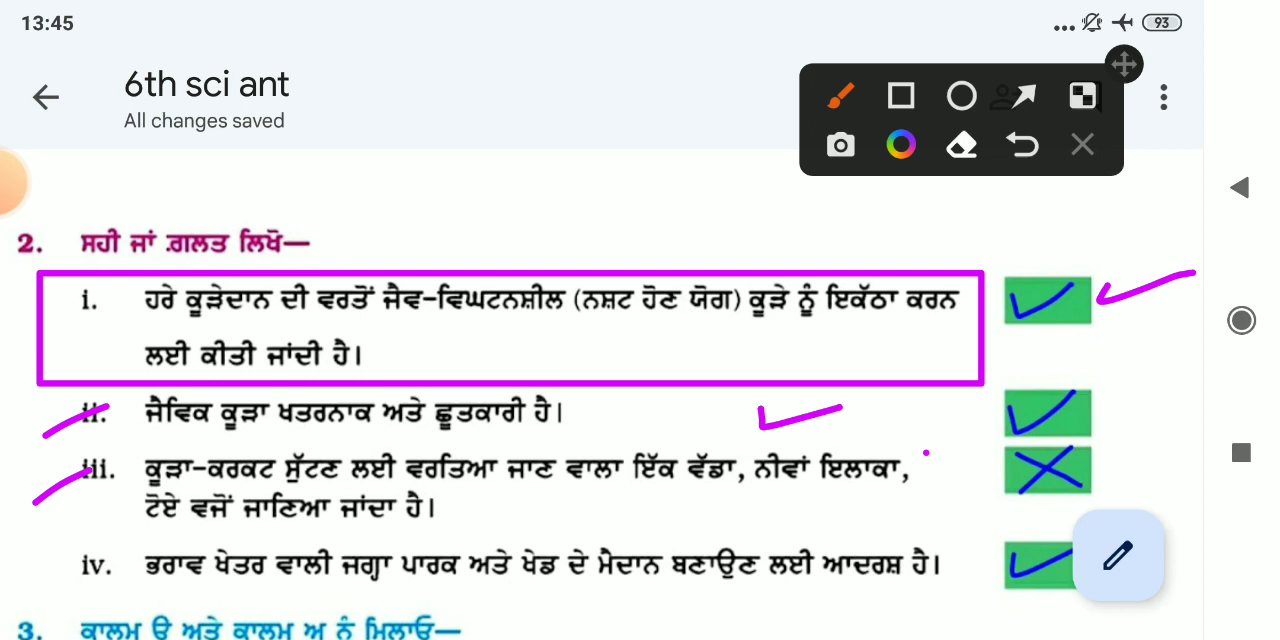 13:45
... 93
6th sci ant
All changes saved
2. ਸਹੀ ਜਾਂ ਗ਼ਲਤ ਲਿਖੋ—
i. ਹਰੇ ਕੂੜੇਦਾਨ ਦੀ ਵਰਤੋਂ ਜੈਵ-ਵਿਘਟਨਸ਼ੀਲ (ਨਸ਼ਟ ਹੋਣ ਯੋਗ) ਕੂੜੇ ਨੂੰ ਇਕੱਠਾ ਕਰਨ
ਲਈ ਕੀਤੀ ਜਾਂਦੀ ਹੈ।
ii. ਜੈਵਿਕ ਕੂੜਾ ਖਤਰਨਾਕ ਅਤੇ ਛੂਤਕਾਰੀ ਹੈ।
iii. ਕੂੜਾ-ਕਰਕਟ ਸੁੱਟਣ ਲਈ ਵਰਤਿਆ ਜਾਣ ਵਾਲਾ ਇੱਕ ਵੱਡਾ, ਨੀਵਾਂ ਇਲਾਕਾ,
ਟੋਏ ਵਜੋਂ ਜਾਣਿਆ ਜਾਂਦਾ ਹੈ।
iv. ਭਰਾਵ ਖੇਤਰ ਵਾਲੀ ਜਗ੍ਹਾ ਪਾਰਕ ਅਤੇ ਖੇਡ ਦੇ ਮੈਦਾਨ ਬਣਾਉਣ ਲਈ ਆਦਰਸ਼ ਹੈ।
3. ਕਾਲਮ ੳ ਅਤੇ ਕਾਲਮ ਅ ਨੂੰ ਮਿਲਾਓ—